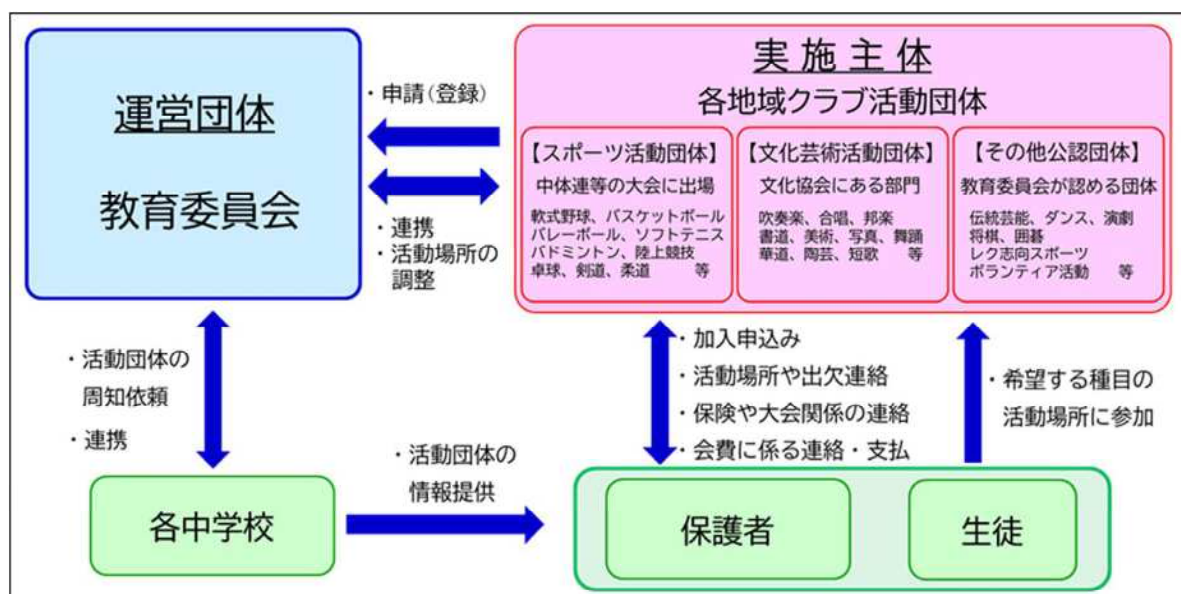 運営団体
教育委員会
・申請(登録)
・連携
・活動場所の
調整
実施主体
各地域クラブ活動団体
【スポーツ活動団体】
中体連等の大会に出場
軟式野球、バスケットボール
バレーボール、ソフトテニス
バドミントン、陸上競技
卓球、剣道、柔道 等
【文化芸術活動団体】
文化協会にある部門
吹奏楽、合唱、邦楽
書道、美術、写真、舞踊
華道、陶芸、短歌 等
【その他公認団体】
教育委員会が認める団体
伝統芸能、ダンス、演劇
将棋、囲碁
レク志向スポーツ
ボランティア活動 等
・活動団体の
周知依頼
・連携
・加入申込み
・活動場所や出欠連絡
・保険や大会関係の連絡
・会費に係る連絡・支払
・希望する種目の
活動場所に参加
各中学校
・活動団体の
情報提供
保護者
生徒